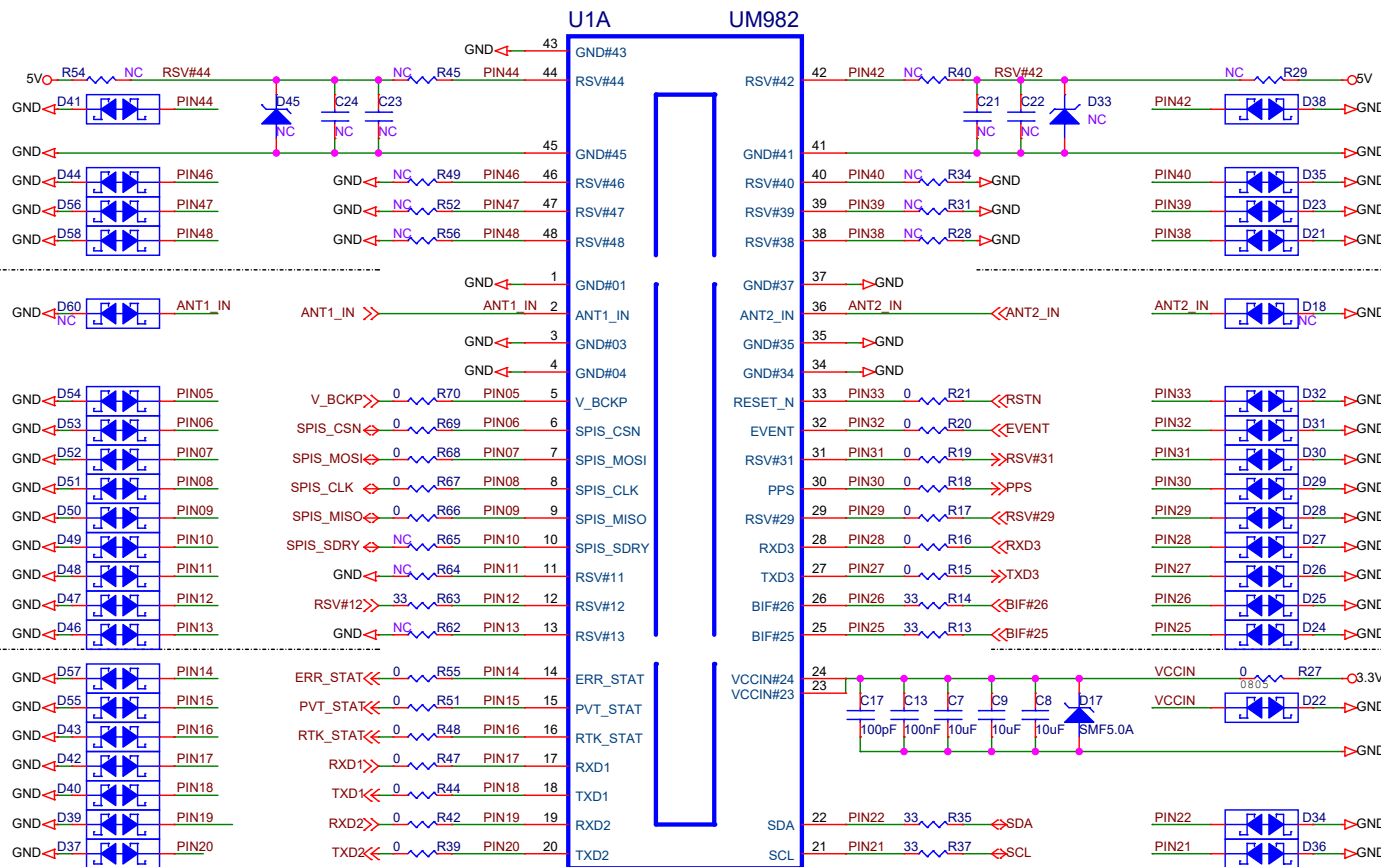 U1A UM982
GND 43 GND#43
5V R54 NC RSV#44 NC R45 PIN44 44 RSV#44 RSV#42 42 PIN42 NC R40 RSV#42 NC R29 5V
GND D41 PIN44 D45 C24 C23 C21 C22 D33 PIN42 D38 GND
NC NC NC NC NC NC
GND 45 GND#45 GND#41 41 GND
GND D44 PIN46 GND NC R49 PIN46 46 RSV#46 RSV#40 40 PIN40 NC R34 GND PIN40 D35 GND
GND D56 PIN47 GND NC R52 PIN47 47 RSV#47 RSV#39 39 PIN39 NC R31 GND PIN39 D23 GND
GND D58 PIN48 GND NC R56 PIN48 48 RSV#48 RSV#38 38 PIN38 NC R28 GND PIN38 D21 GND
GND 1 GND#01 GND#37 37 GND
GND D60 NC ANT1_IN ANT1_IN ANT1_IN 2 ANT1_IN ANT2_IN 36 ANT2_IN ANT2_IN ANT2_IN D18 NC GND
GND 3 GND#03 GND#35 35 GND
GND 4 GND#04 GND#34 34 GND
GND D54 PIN05 V_BCKP 0 R70 PIN05 5 V_BCKP RESET_N 33 PIN33 0 R21 RSTN PIN33 D32 GND
GND D53 PIN06 SPIS_CSN 0 R69 PIN06 6 SPIS_CSN EVENT 32 PIN32 0 R20 EVENT PIN32 D31 GND
GND D52 PIN07 SPIS_MOSI 0 R68 PIN07 7 SPIS_MOSI RSV#31 31 PIN31 0 R19 RSV#31 PIN31 D30 GND
GND D51 PIN08 SPIS_CLK 0 R67 PIN08 8 SPIS_CLK PPS 30 PIN30 0 R18 PPS PIN30 D29 GND
GND D50 PIN09 SPIS_MISO 0 R66 PIN09 9 SPIS_MISO RSV#29 29 PIN29 0 R17 RSV#29 PIN29 D28 GND
GND D49 PIN10 SPIS_SDRY NC R65 PIN10 10 SPIS_SDRY RXD3 28 PIN28 0 R16 RXD3 PIN28 D27 GND
GND D48 PIN11 GND NC R64 PIN11 11 RSV#11 TXD3 27 PIN27 0 R15 TXD3 PIN27 D26 GND
GND D47 PIN12 RSV#12 33 R63 PIN12 12 RSV#12 BIF#26 26 PIN26 33 R14 BIF#26 PIN26 D25 GND
GND D46 PIN13 GND NC R62 PIN13 13 RSV#13 BIF#25 25 PIN25 33 R13 BIF#25 PIN25 D24 GND
GND D57 PIN14 ERR_STAT 0 R55 PIN14 14 ERR_STAT VCCIN#24 24 VCCIN 0 0805 R27 3.3V
VCCIN#23 23
GND D55 PIN15 PVT_STAT 0 R51 PIN15 15 PVT_STAT C17 C13 C7 C9 C8 D17 VCCIN D22 GND
GND D43 PIN16 RTK_STAT 0 R48 PIN16 16 RTK_STAT 100pF 100nF 10uF 10uF 10uF SMF5.0A
GND
GND D42 PIN17 RXD1 0 R47 PIN17 17 RXD1
GND D40 PIN18 TXD1 0 R44 PIN18 18 TXD1
GND D39 PIN19 RXD2 0 R42 PIN19 19 RXD2 SDA 22 PIN22 33 R35 SDA PIN22 D34 GND
GND D37 PIN20 TXD2 0 R39 PIN20 20 TXD2 SCL 21 PIN21 33 R37 SCL PIN21 D36 GND